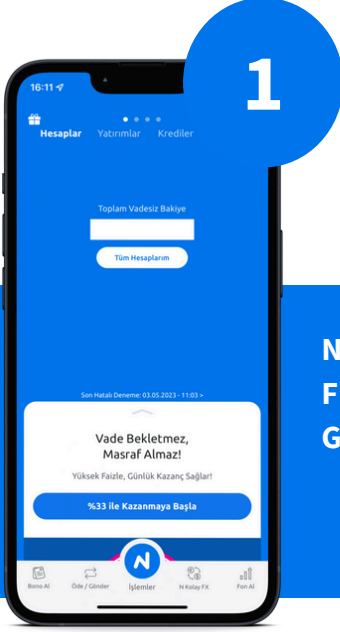 1
16:11
Hesaplar Yatırımlar Krediler
Toplam Vadesiz Bakiye
Tüm Hesaplarım
Son Hatalı Deneme: 03.05.2023 - 11:03 >
Vade Bekletmez,
Masraf Almaz!
Yüksek Faizle, Günlük Kazanç Sağlar!
%33 ile Kazanmaya Başla
N
Bono Al Öde / Gönder İşlemler N Kolay FX Fon Al
N
F
G